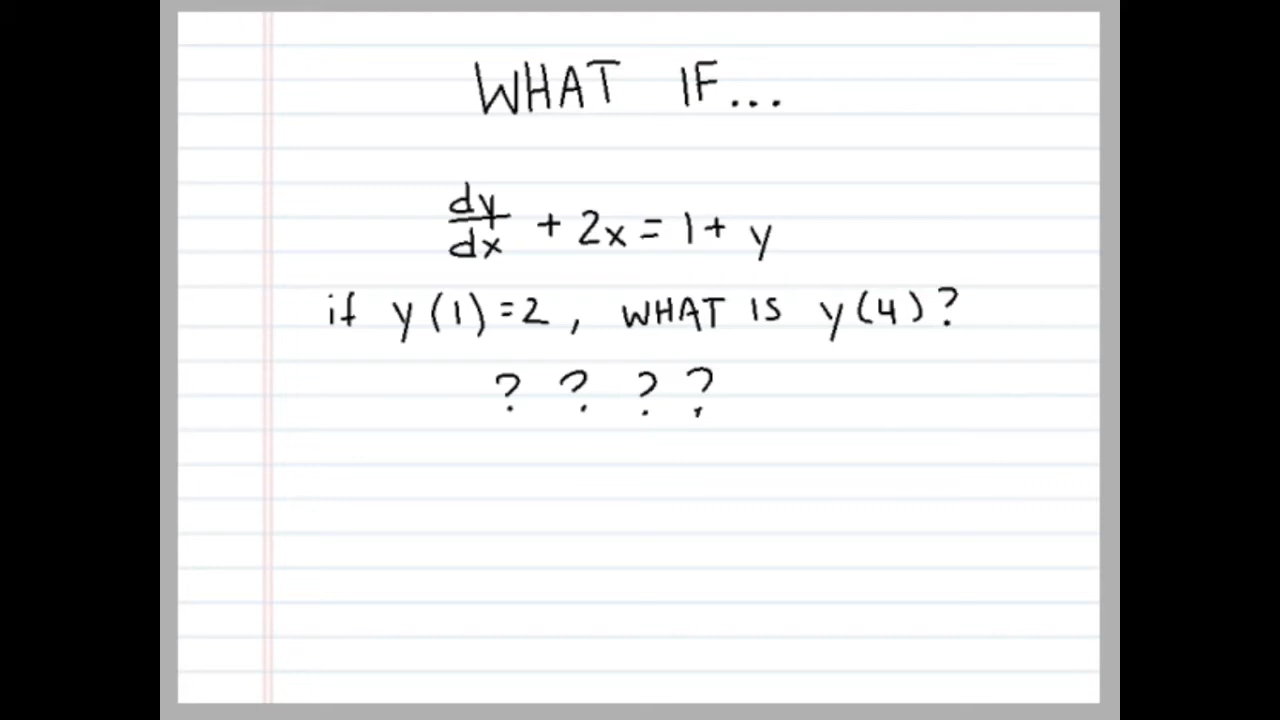 WHAT IF...
dy/dx + 2x = 1 + y
if y(1) = 2, WHAT IS y(4)?
? ? ? ?